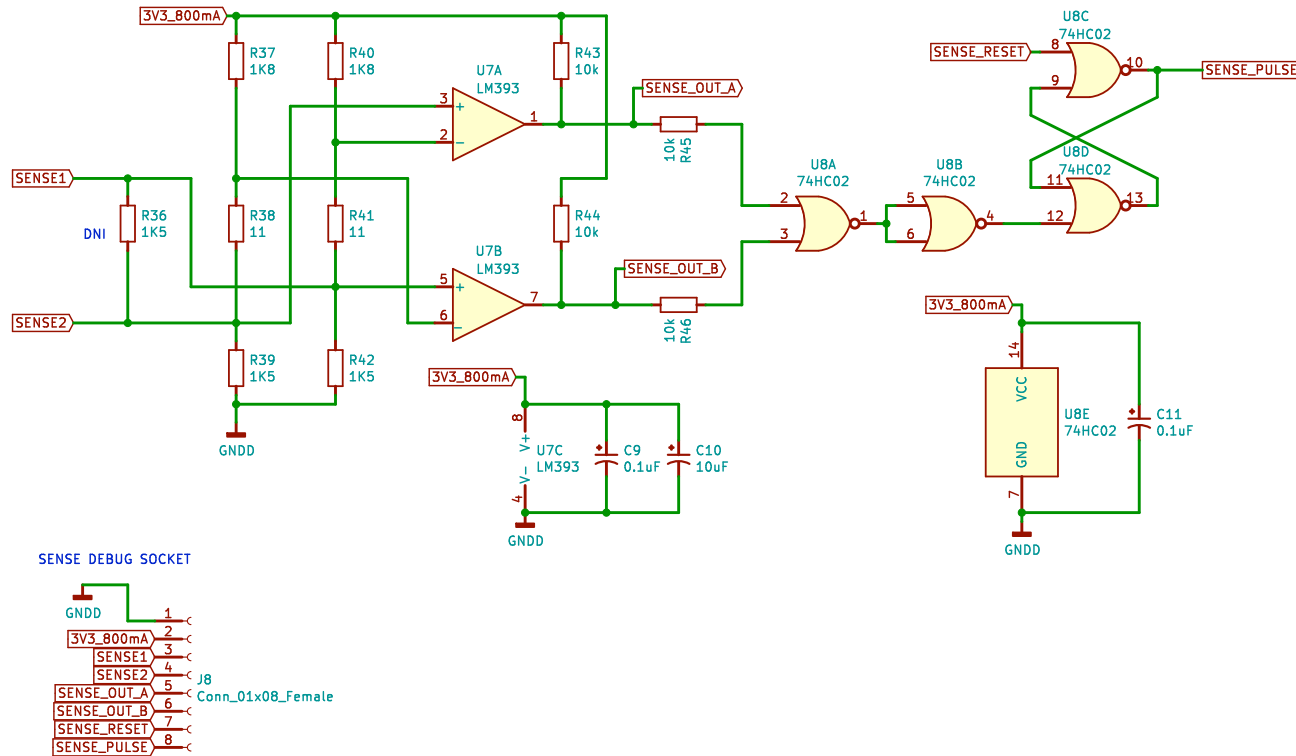 3V3_800mA
R37
1K8
R40
1K8
R43
10k
U7A
LM393
3
+
2
−
1
SENSE_OUT_A
10k
R45
SENSE1
R36
1K5
DNI
R38
11
R41
11
R44
10k
SENSE2
U7B
LM393
5
+
6
−
7
SENSE_OUT_B
10k
R46
R39
1K5
R42
1K5
GNDD
U8A
74HC02
2
3
1
U8B
74HC02
5
6
4
U8C
74HC02
SENSE_RESET
8
9
10
SENSE_PULSE
U8D
74HC02
11
12
13
3V3_800mA
8
V+
U7C
LM393
V-
4
C9
0.1uF
C10
10uF
GNDD
3V3_800mA
14
VCC
U8E
74HC02
GND
7
C11
0.1uF
GNDD
SENSE DEBUG SOCKET
GNDD
1
3V3_800mA 2
SENSE1 3
SENSE2 4
SENSE_OUT_A 5
SENSE_OUT_B 6
SENSE_RESET 7
SENSE_PULSE 8
J8
Conn_01x08_Female